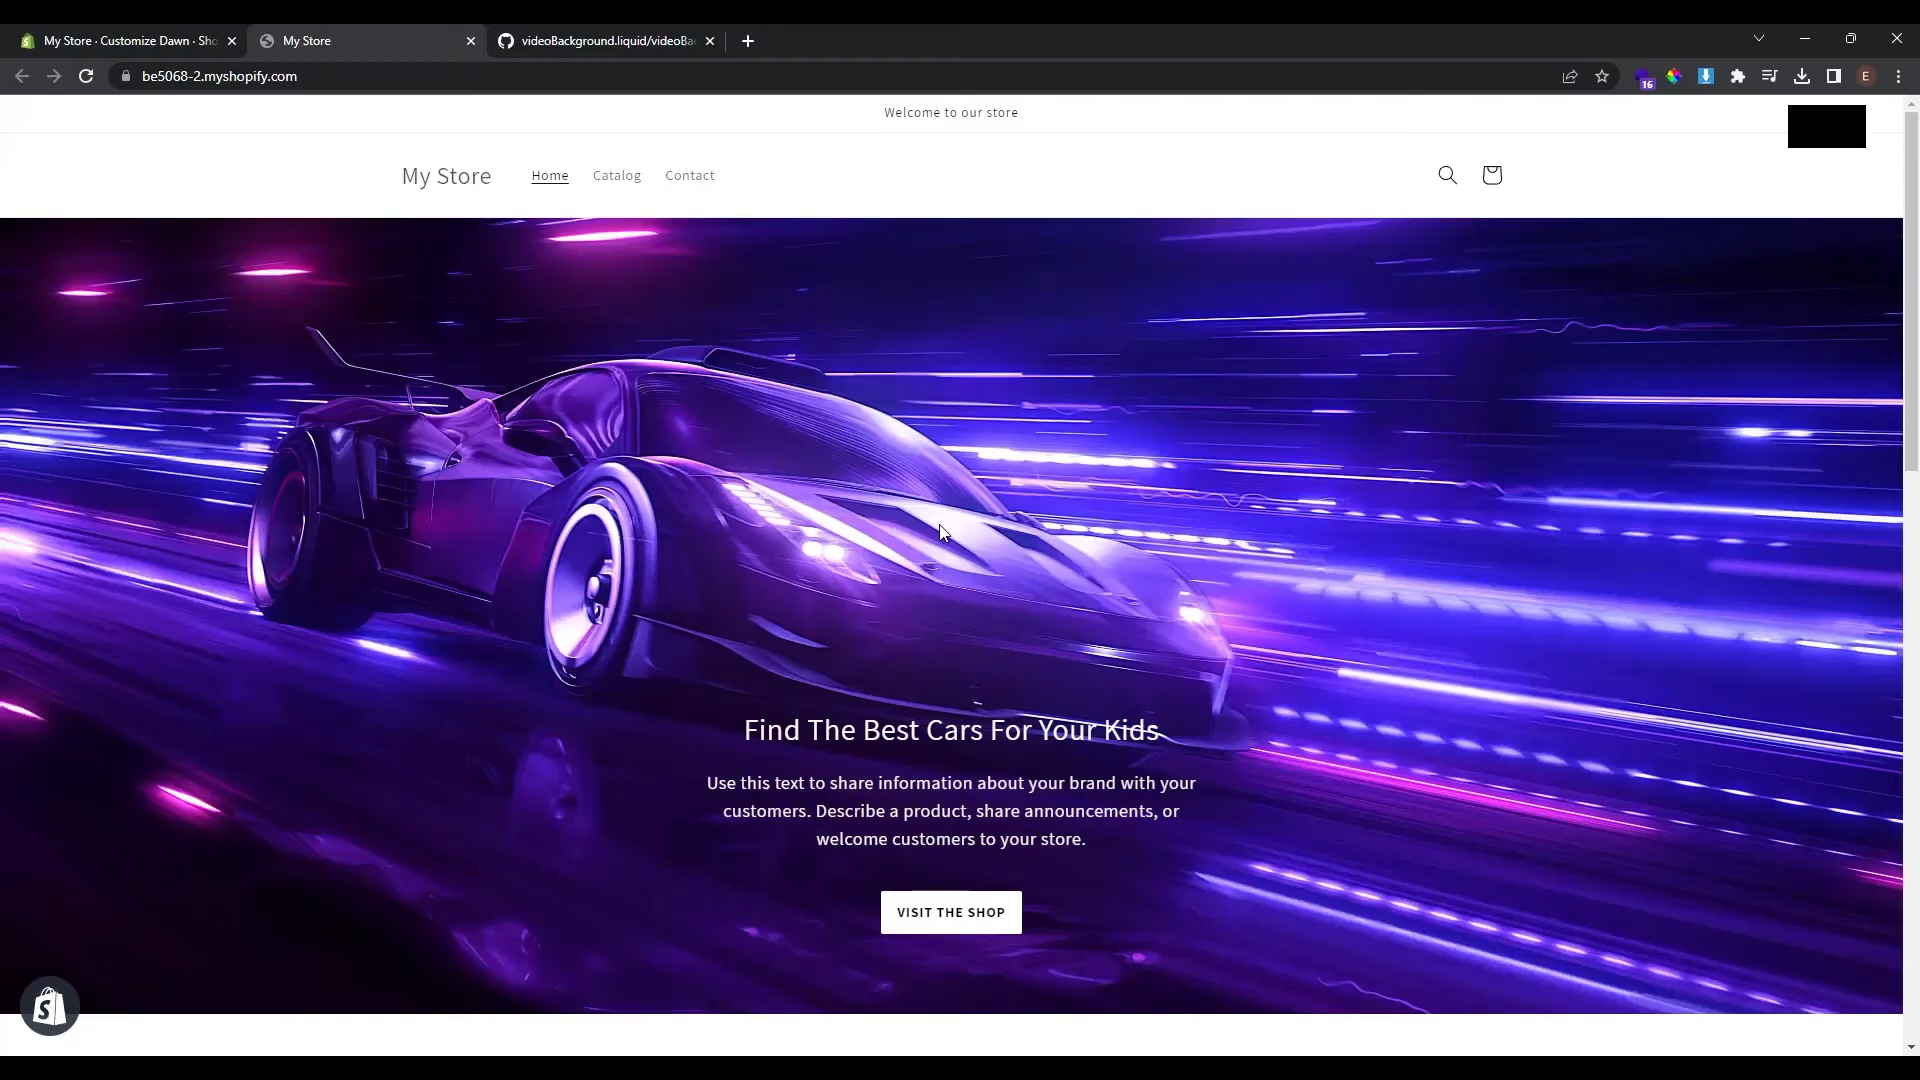 My Store · Customize Dawn · Sho
My Store
videoBackground.liquid/videoBa
be5068-2.myshopify.com
16
E
Welcome to our store
My Store
Home
Catalog
Contact
Find The Best Cars For Your Kids
Use this text to share information about your brand with your
customers. Describe a product, share announcements, or
welcome customers to your store.
VISIT THE SHOP